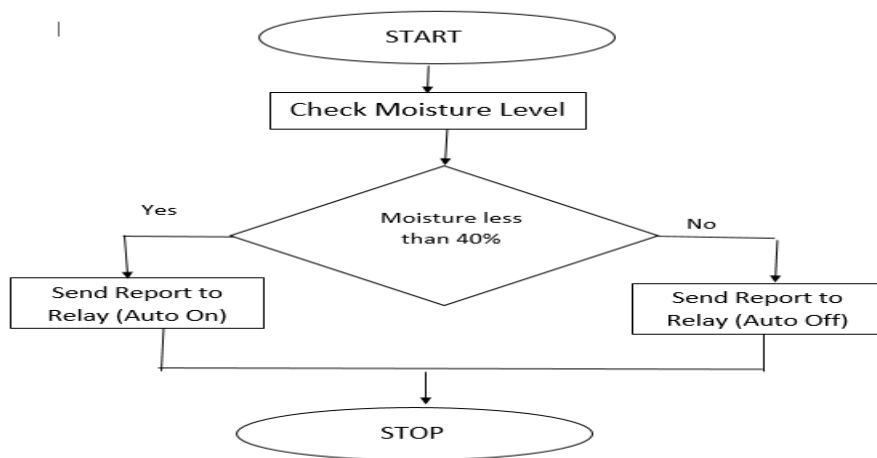 START
Check Moisture Level
Yes
Moisture less
than 40%
No
Send Report to
Relay (Auto On)
Send Report to
Relay (Auto Off)
STOP